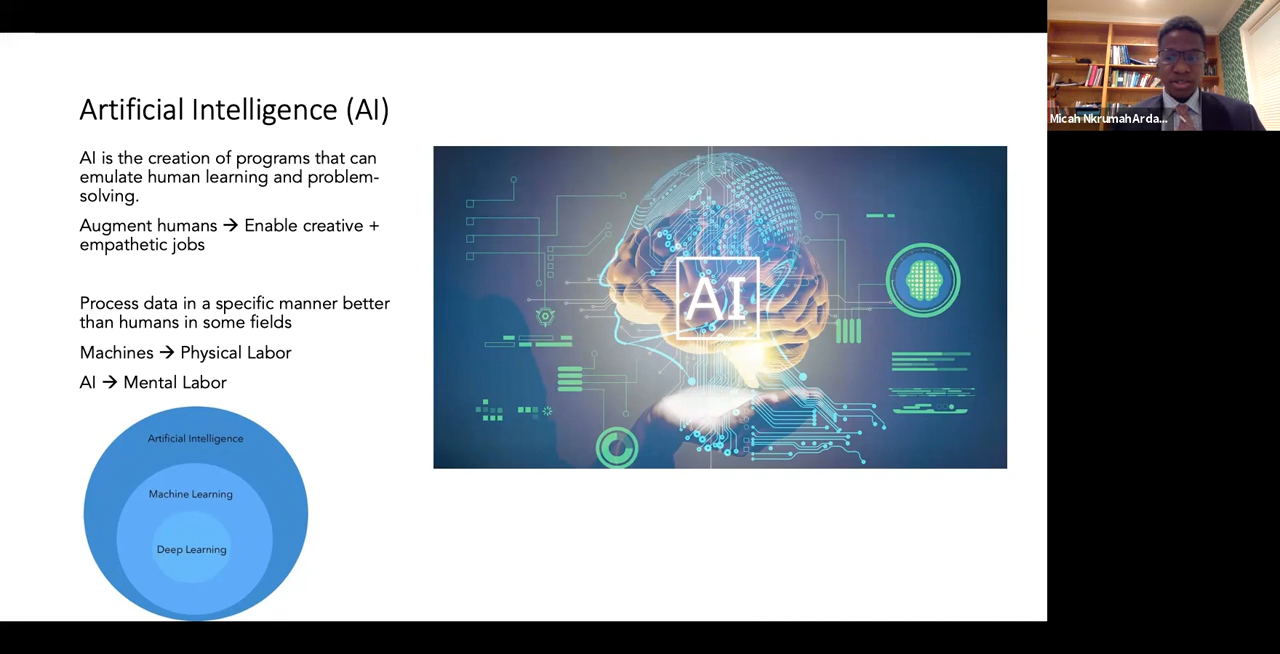 Artificial Intelligence (AI)
AI is the creation of programs that can
emulate human learning and problem-
solving.
Augment humans → Enable creative +
empathetic jobs
Process data in a specific manner better
than humans in some fields
Machines → Physical Labor
AI → Mental Labor
Artificial Intelligence
Machine Learning
Deep Learning
AI
Micah NkrumahArda...